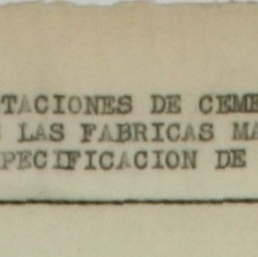 TACIONES DE CEME
LAS FABRICAS MA
PECIFICACION DE